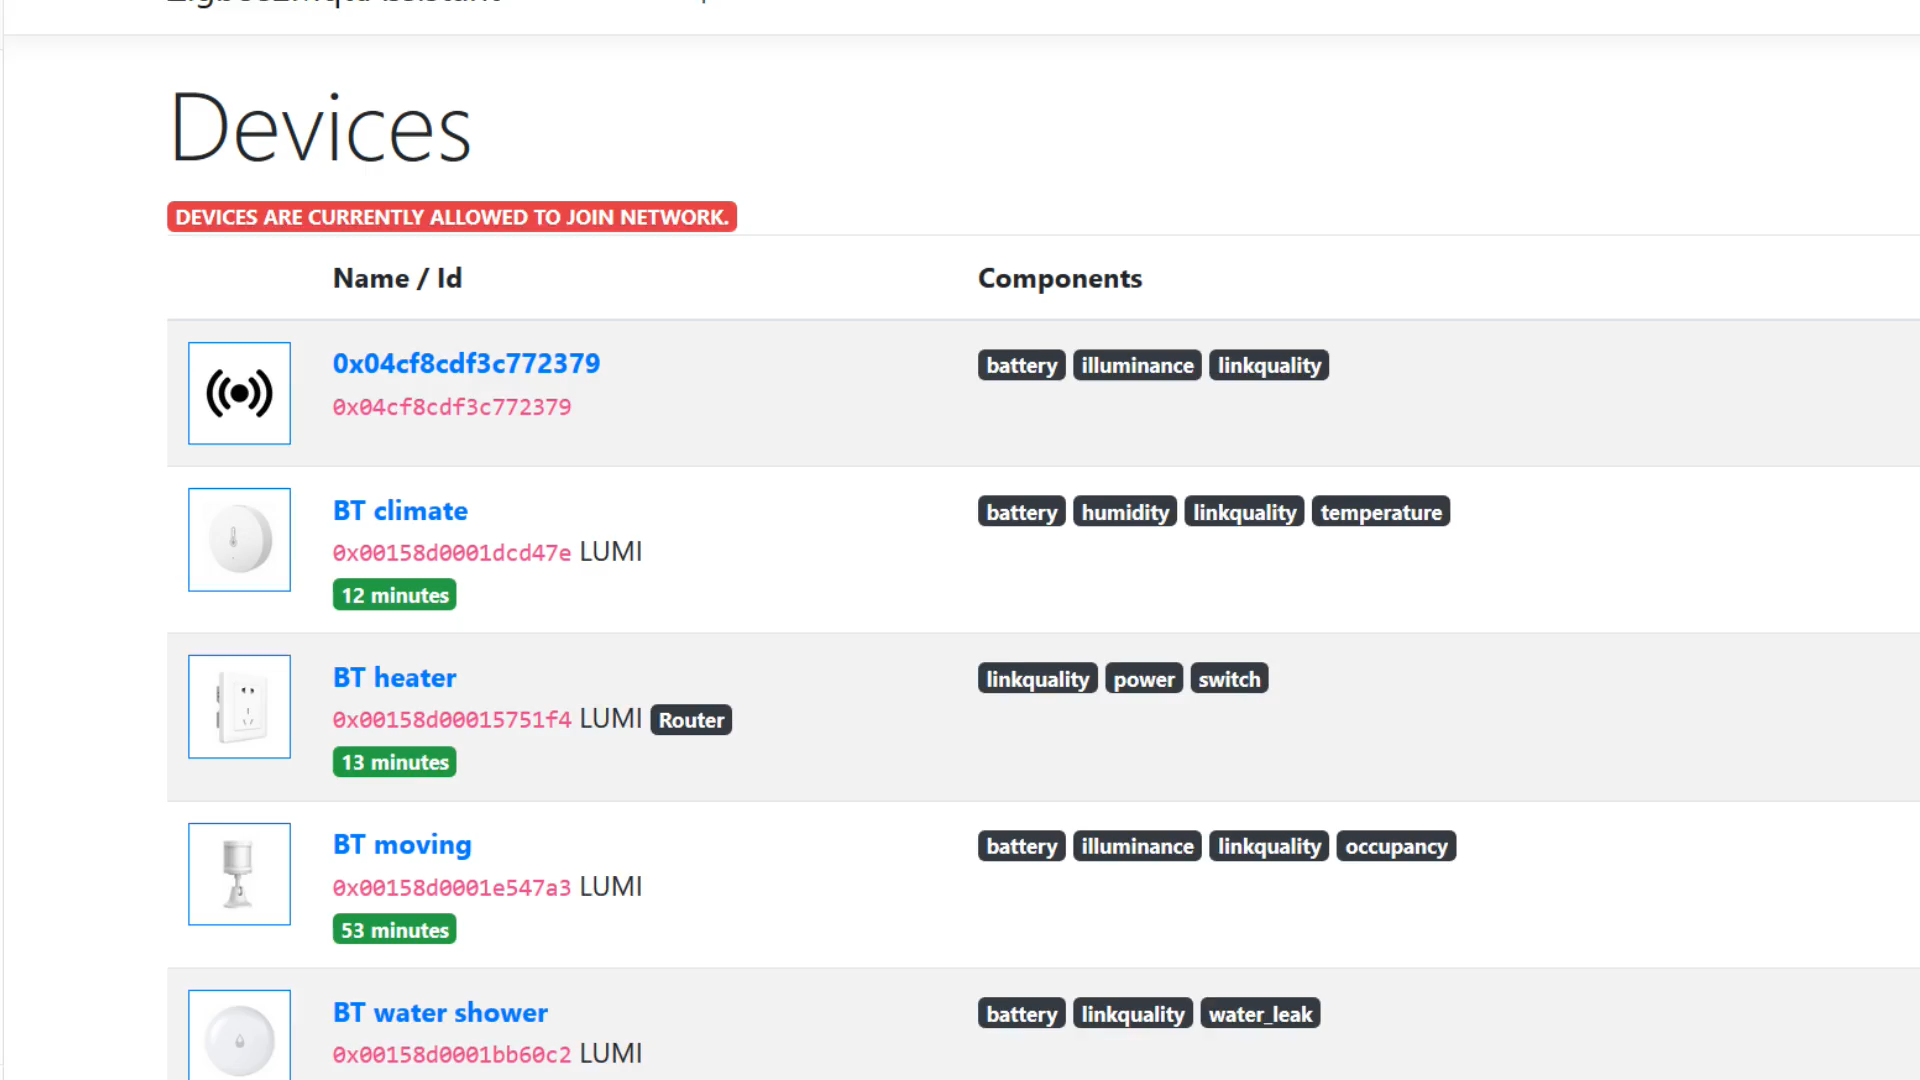 Devices
DEVICES ARE CURRENTLY ALLOWED TO JOIN NETWORK.
Name / Id Components
0x04cf8cdf3c772379 battery illuminance linkquality
0x04cf8cdf3c772379
BT climate battery humidity linkquality temperature
0x00158d0001dcd47e LUMI
12 minutes
BT heater linkquality power switch
0x00158d00015751f4 LUMI Router
13 minutes
BT moving battery illuminance linkquality occupancy
0x00158d0001e547a3 LUMI
53 minutes
BT water shower battery linkquality water_leak
0x00158d0001bb60c2 LUMI